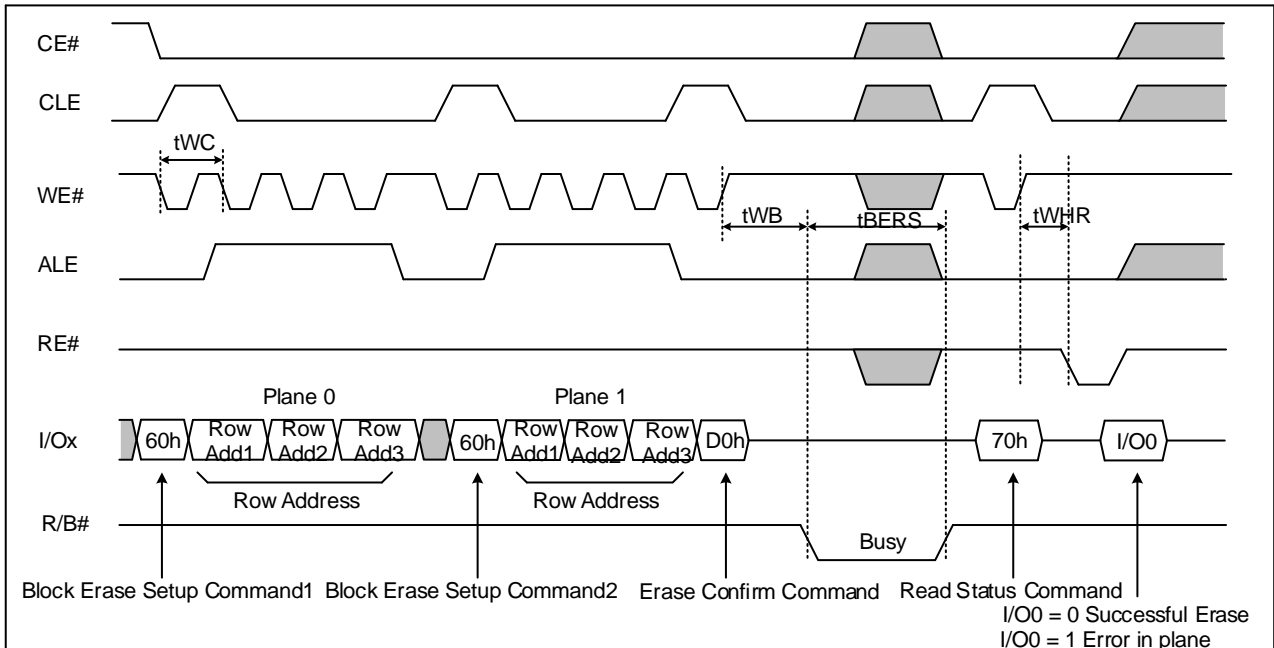 CE#
CLE
tWC
WE#
tWB
tBERS
tWHR
ALE
RE#
Plane 0
Plane 1
I/Ox
60h
Row Add1
Row Add2
Row Add3
60h
Row Add1
Row Add2
Row Add3
D0h
70h
I/O0
Row Address
Row Address
R/B#
Busy
Block Erase Setup Command1
Block Erase Setup Command2
Erase Confirm Command
Read Status Command
I/O0 = 0 Successful Erase
I/O0 = 1 Error in plane